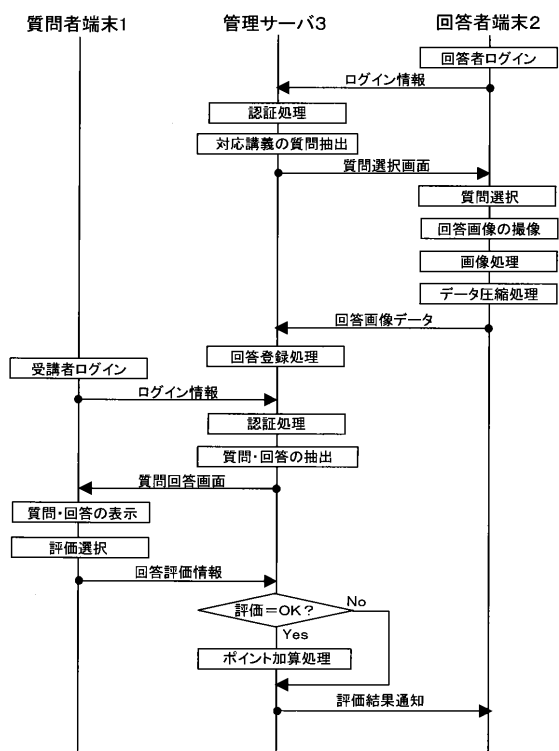 質問者端末1
管理サーバ3
回答者端末2
回答者ログイン
ログイン情報
認証処理
対応講義の質問抽出
質問選択画面
質問選択
回答画像の撮像
画像処理
データ圧縮処理
回答画像データ
回答登録処理
受講者ログイン
ログイン情報
認証処理
質問・回答の抽出
質問回答画面
質問・回答の表示
評価選択
回答評価情報
評価=OK?
No
Yes
ポイント加算処理
評価結果通知